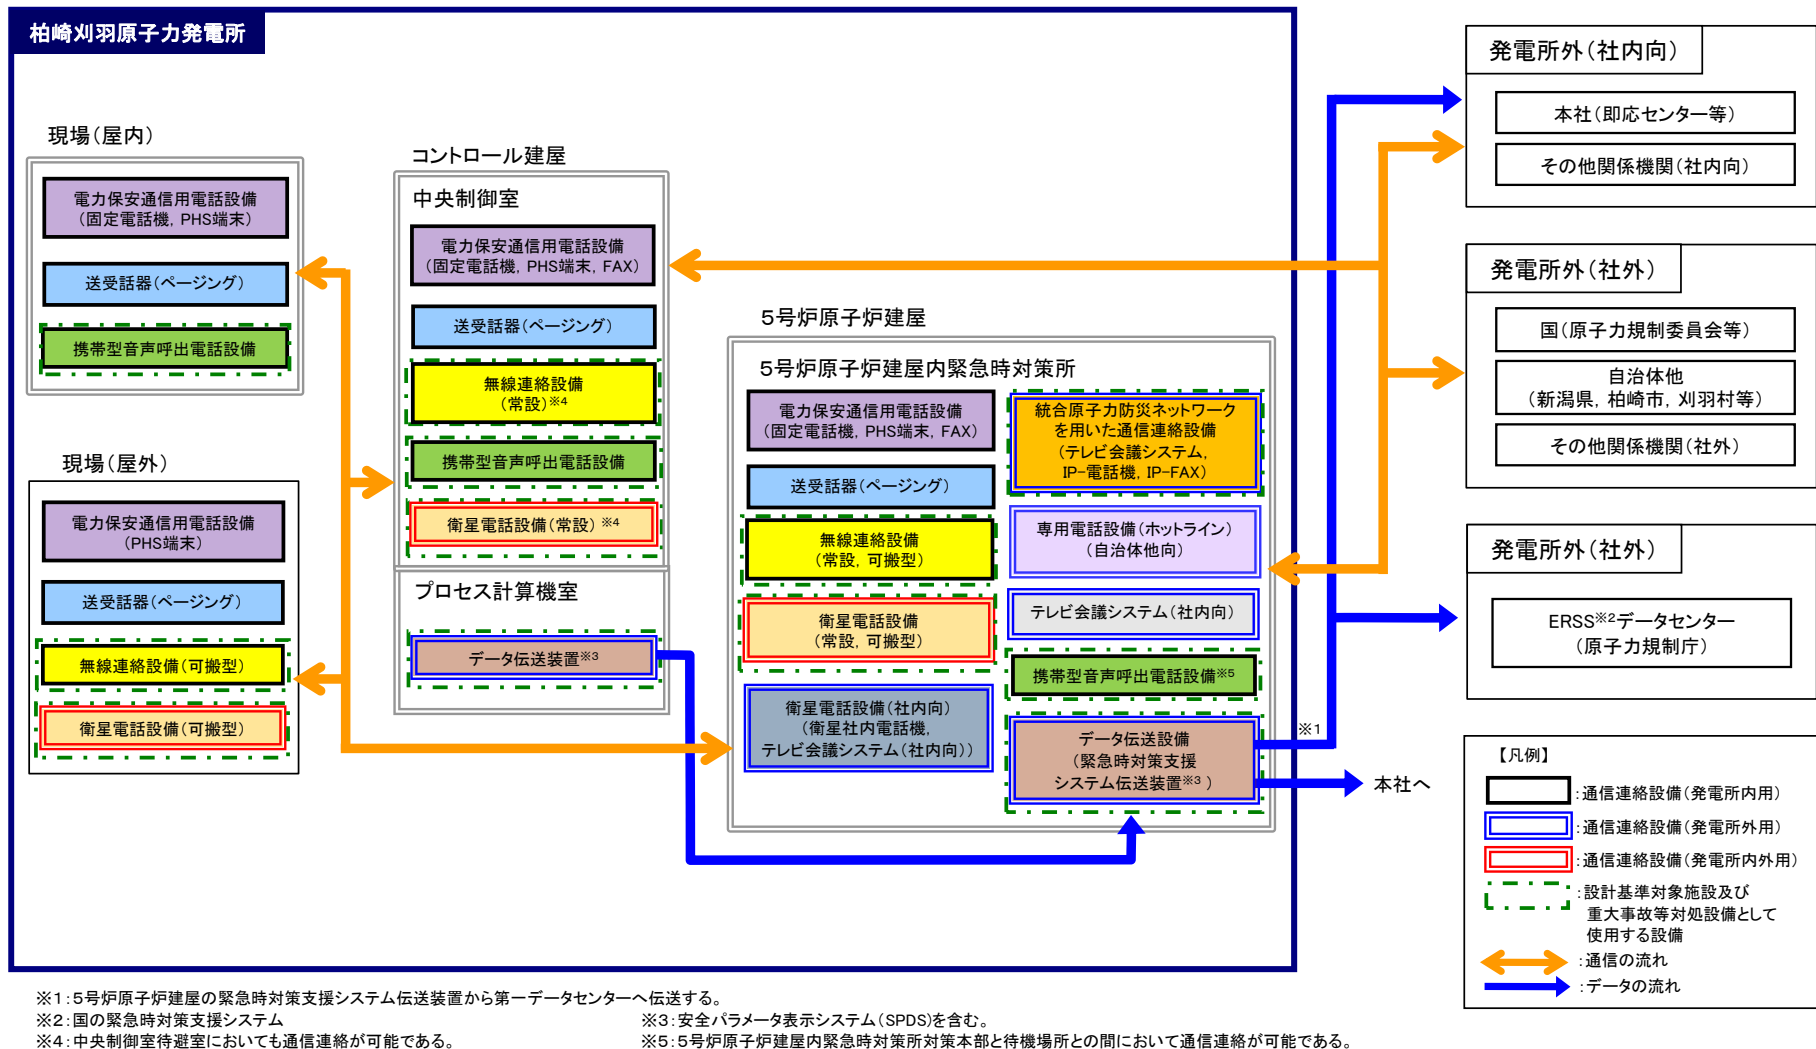 柏崎刈羽原子力発電所
現場(屋内)
電力保安通信用電話設備
(固定電話機, PHS端末)
送受話器(ページング)
携帯型音声呼出電話設備
現場(屋外)
電力保安通信用電話設備
(PHS端末)
送受話器(ページング)
無線連絡設備(可搬型)
衛星電話設備(可搬型)
コントロール建屋
中央制御室
電力保安通信用電話設備
(固定電話機, PHS端末, FAX)
送受話器(ページング)
無線連絡設備
(常設)※4
携帯型音声呼出電話設備
衛星電話設備(常設)※4
プロセス計算機室
データ伝送装置※3
5号炉原子炉建屋
5号炉原子炉建屋内緊急時対策所
電力保安通信用電話設備
(固定電話機, PHS端末, FAX)
送受話器(ページング)
無線連絡設備
(常設, 可搬型)
衛星電話設備
(常設, 可搬型)
衛星電話設備(社内向)
(衛星社内電話機,
テレビ会議システム(社内向))
統合原子力防災ネットワーク
を用いた通信連絡設備
(テレビ会議システム,
IP-電話機, IP-FAX)
専用電話設備(ホットライン)
(自治体他向)
テレビ会議システム(社内向)
携帯型音声呼出電話設備※5
データ伝送設備
(緊急時対策支援
システム伝送装置※3)
※1
本社へ
発電所外(社内向)
本社(即応センター等)
その他関係機関(社内向)
発電所外(社外)
国(原子力規制委員会等)
自治体他
(新潟県, 柏崎市, 刈羽村等)
その他関係機関(社外)
発電所外(社外)
ERSS※2データセンター
(原子力規制庁)
【凡例】
:通信連絡設備(発電所内用)
:通信連絡設備(発電所外用)
:通信連絡設備(発電所内外用)
:設計基準対象施設及び
重大事故等対処設備として
使用する設備
:通信の流れ
:データの流れ
※1:5号炉原子炉建屋の緊急時対策支援システム伝送装置から第一データセンターへ伝送する。
※2:国の緊急時対策支援システム
※3:安全パラメータ表示システム(SPDS)を含む。
※4:中央制御室待避室においても通信連絡が可能である。
※5:5号炉原子炉建屋内緊急時対策所対策本部と待機場所との間において通信連絡が可能である。